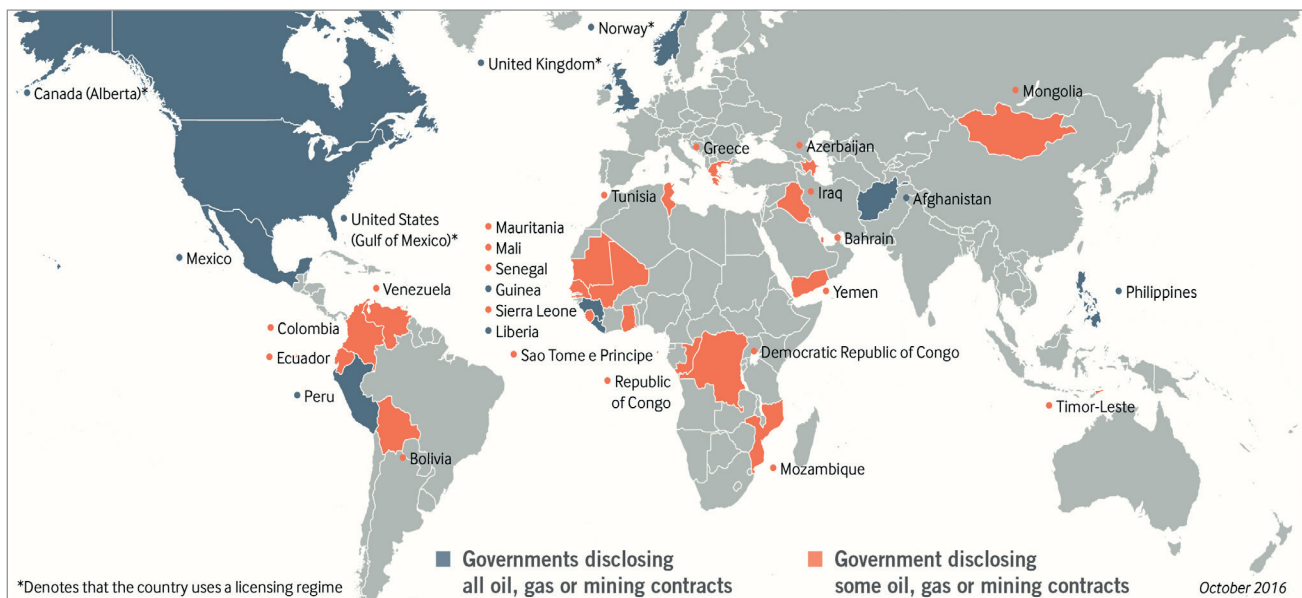 Norway*
United Kingdom*
Canada (Alberta)*
Mongolia
Greece
Azerbaijan
Tunisia
Iraq
Afghanistan
United States
(Gulf of Mexico)*
Mauritania
Mali
Senegal
Guinea
Sierra Leone
Liberia
Bahrain
Mexico
Venezuela
Yemen
Philippines
Colombia
Ecuador
Peru
Sao Tome e Principe
Democratic Republic of Congo
Republic
of Congo
Timor-Leste
Bolivia
Mozambique
Governments disclosing
all oil, gas or mining contracts
Government disclosing
some oil, gas or mining contracts
*Denotes that the country uses a licensing regime
October 2016